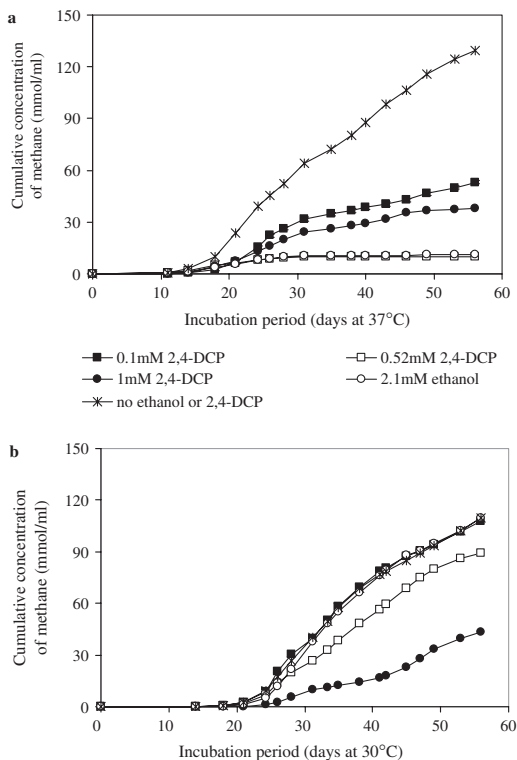 a
Cumulative concentration
of methane (mmol/ml)
150
120
90
60
30
0
0 10 20 30 40 50 60
Incubation period (days at 37°C)
0.1mM 2,4-DCP
0.52mM 2,4-DCP
1mM 2,4-DCP
2.1mM ethanol
no ethanol or 2,4-DCP
b
Cumulative concentration
of methane (mmol/ml)
150
120
90
60
30
0
0 10 20 30 40 50 60
Incubation period (days at 30°C)